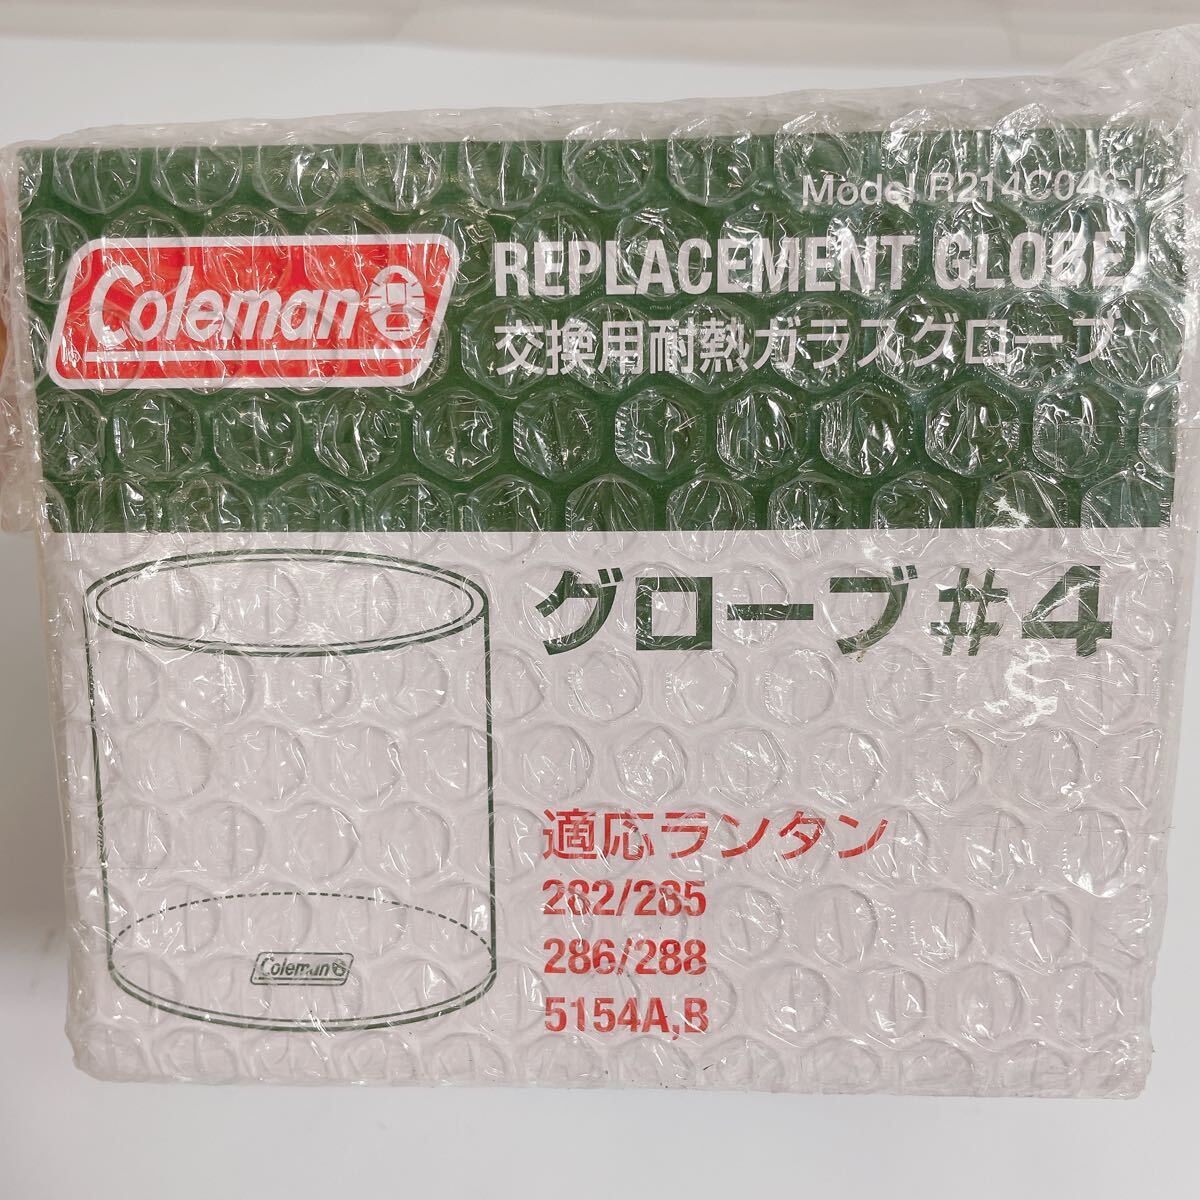 Model R214C046J
Coleman
REPLACEMENT GLOBE
交換用耐熱ガラスグローブ
グローブ#4
適応ランタン
282/285
286/288
5154A,B
Coleman